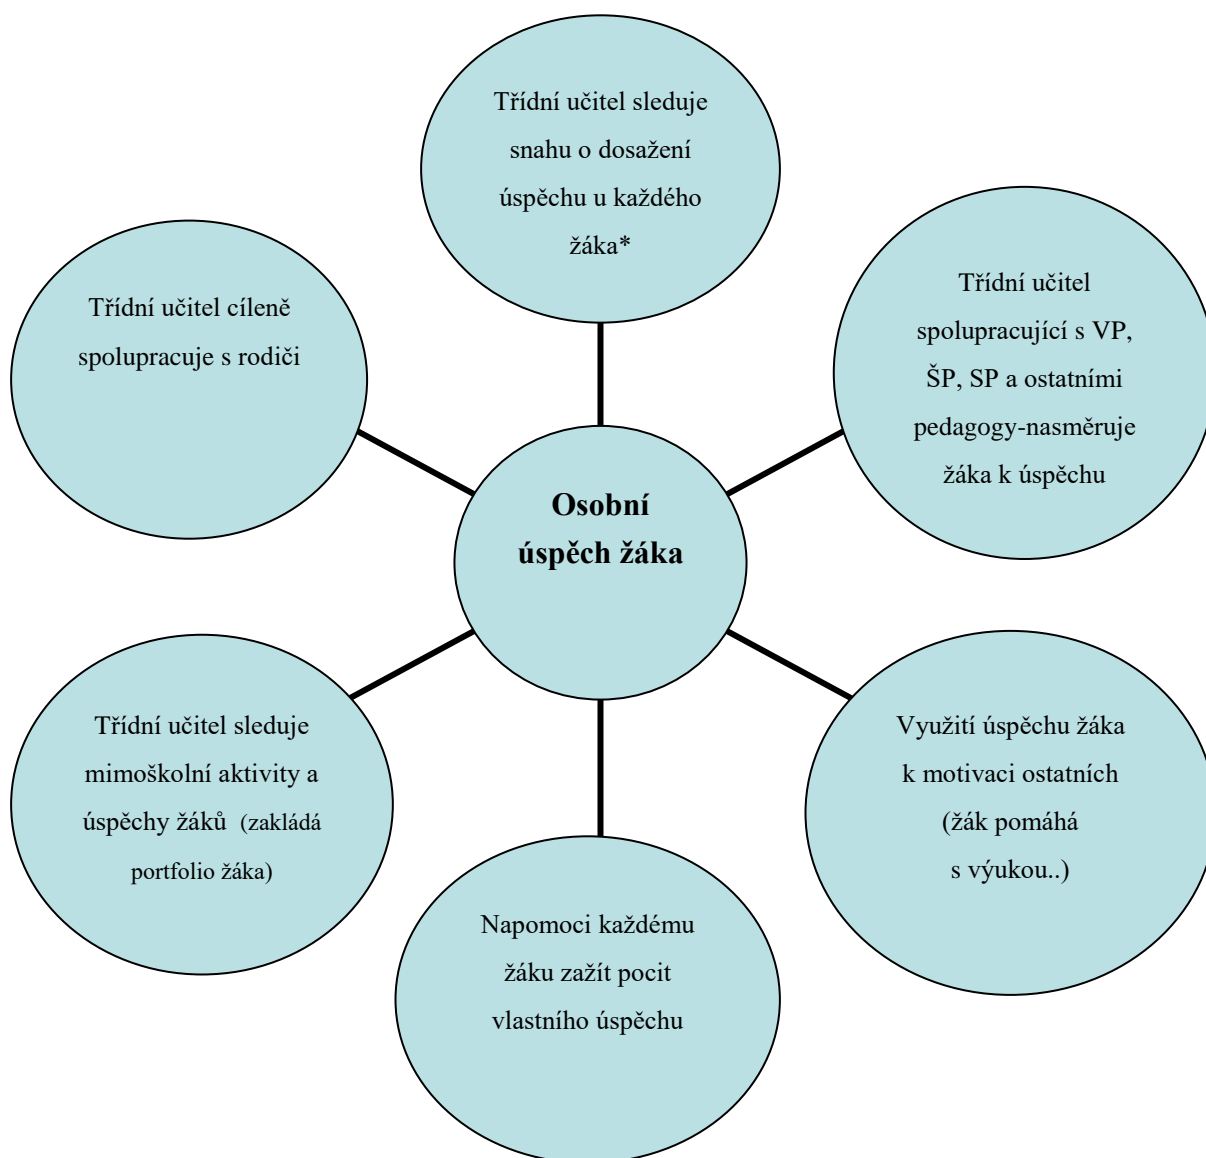 Třídní učitel sleduje
snahu o dosažení
úspěchu u každého
žáka*
Třídní učitel cíleně
spolupracuje s rodiči
Třídní učitel
spolupracující s VP,
ŠP, SP a ostatními
pedagogy-nasměruje
žáka k úspěchu
Osobní
úspěch žáka
Třídní učitel sleduje
mimoškolní aktivity a
úspěchy žáků (zakládá
portfolio žáka)
Využití úspěchu žáka
k motivaci ostatních
(žák pomáhá
s výukou..)
Napomoci každému
žáku zažít pocit
vlastního úspěchu